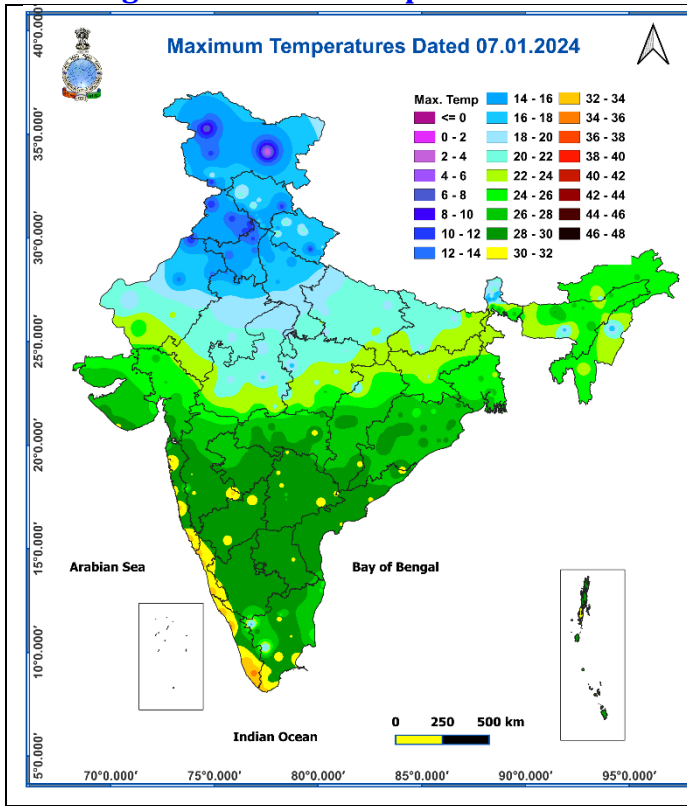 Maximum Temperatures Dated 07.01.2024
Max. Temp
<= 0
0 - 2
2 - 4
4 - 6
6 - 8
8 - 10
10 - 12
12 - 14
14 - 16
16 - 18
18 - 20
20 - 22
22 - 24
24 - 26
26 - 28
28 - 30
30 - 32
32 - 34
34 - 36
36 - 38
38 - 40
40 - 42
42 - 44
44 - 46
46 - 48
40°0.000'
35°0.000'
30°0.000'
25°0.000'
20°0.000'
15°0.000'
10°0.000'
5°0.000'
Arabian Sea
Bay of Bengal
Indian Ocean
0 250 500 km
70°0.000' 75°0.000' 80°0.000' 85°0.000' 90°0.000' 95°0.000'